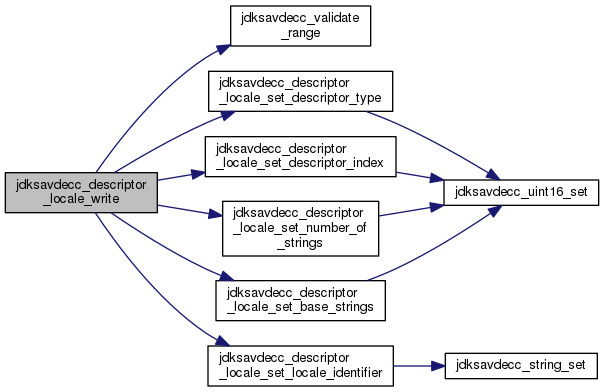 jdksavdecc_validate
_range
jdksavdecc_descriptor
_locale_set_descriptor_type
jdksavdecc_descriptor
_locale_set_descriptor_index
jdksavdecc_descriptor
_locale_write
jdksavdecc_uint16_set
jdksavdecc_descriptor
_locale_set_number_of
_strings
jdksavdecc_descriptor
_locale_set_base_strings
jdksavdecc_descriptor
_locale_set_locale_identifier
jdksavdecc_string_set